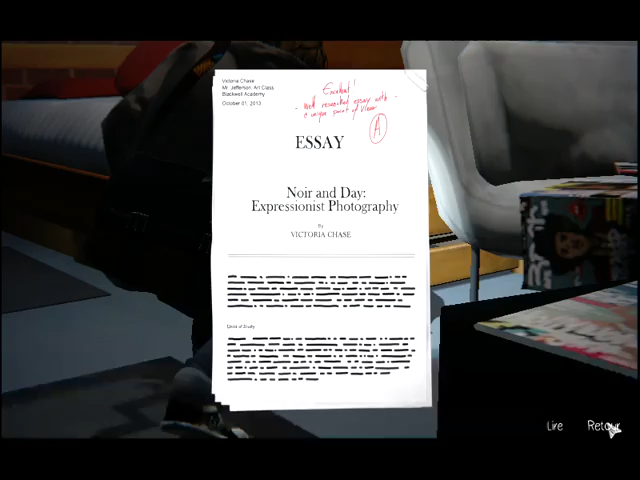 Victoria Chase
Mr. Jefferson, Art Class
Blackwell Academy
October 01, 2013
Excellent!
- Well researched essay with -
a unique point of view
A
ESSAY
Noir and Day:
Expressionist Photography
By
VICTORIA CHASE
Lire
Retour